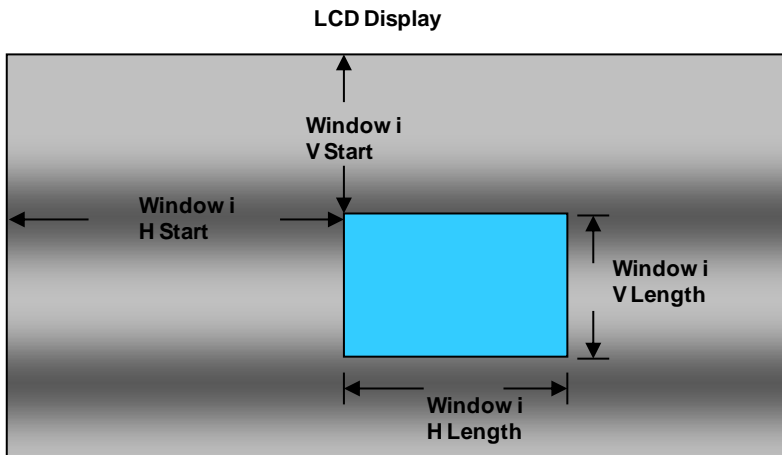 LCD Display
Window i
V Start
Window i
H Start
Window i
V Length
Window i
H Length